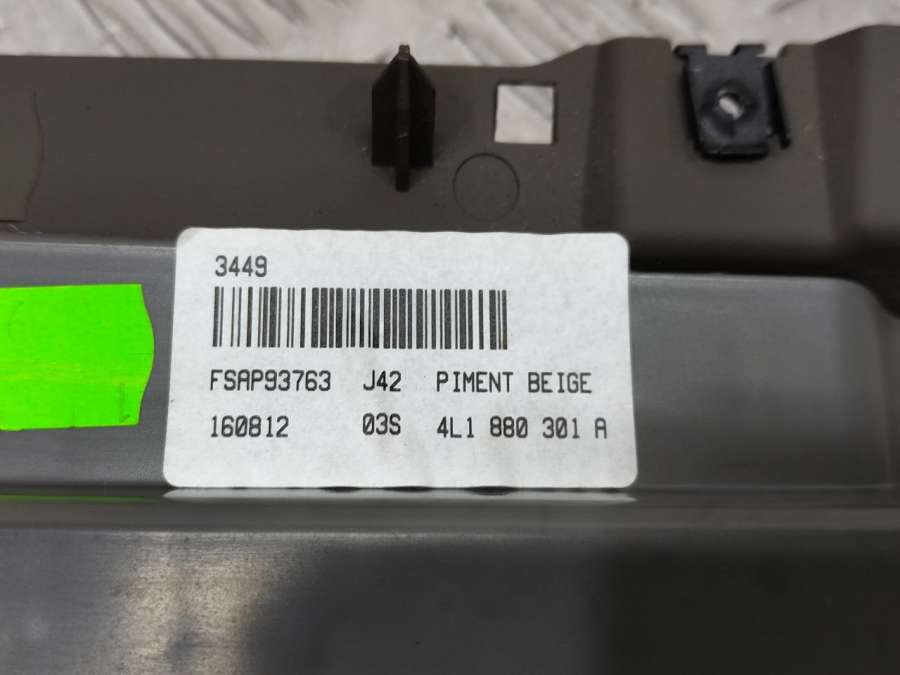 3449
FSAP93763 J42 PIMENT BEIGE
160812 03S 4L1 880 301 A